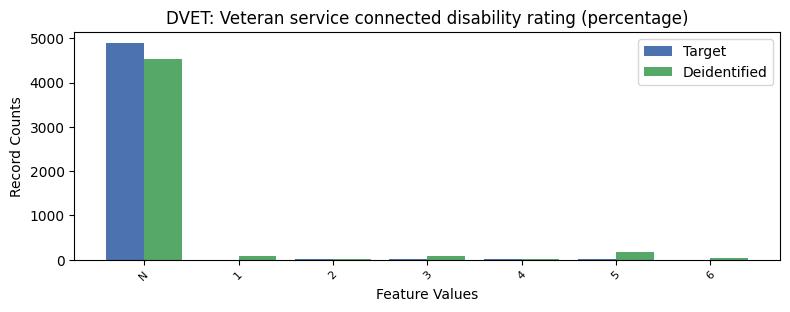 DVET: Veteran service connected disability rating (percentage)
Target
Deidentified
Record Counts
5000
4000
3000
2000
1000
0
N 1 2 3 4 5 6
Feature Values